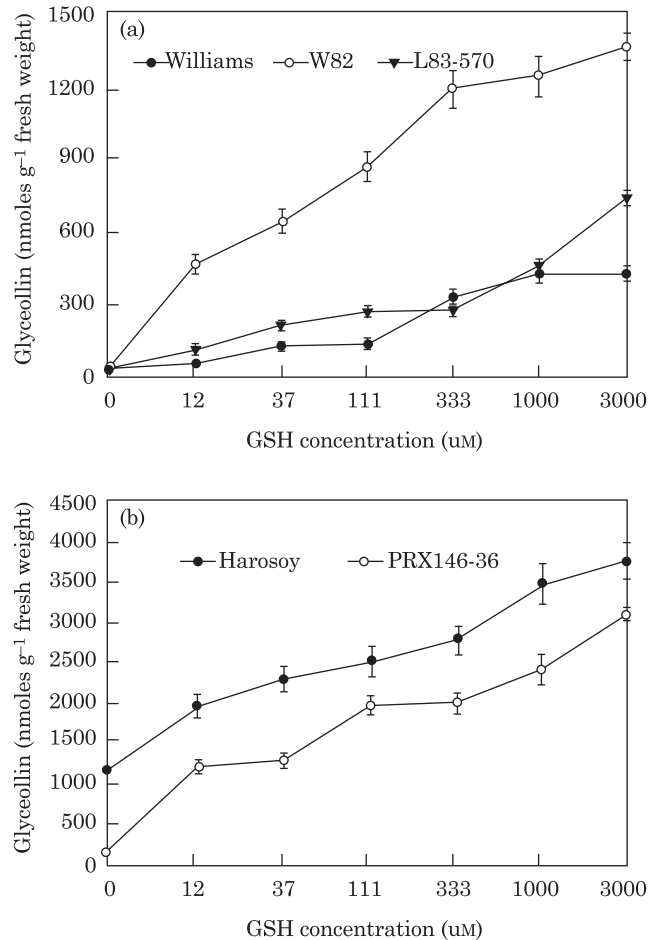 (a)
Williams W82 L83-570
1500
1200
900
600
300
0
Glyceollin (nmoles g⁻¹ fresh weight)
0 12 37 111 333 1000 3000
GSH concentration (uM)
(b)
Harosoy PRX146-36
4500
4000
3500
3000
2500
2000
1500
1000
500
0
Glyceollin (nmoles g⁻¹ fresh weight)
0 12 37 111 333 1000 3000
GSH concentration (uM)